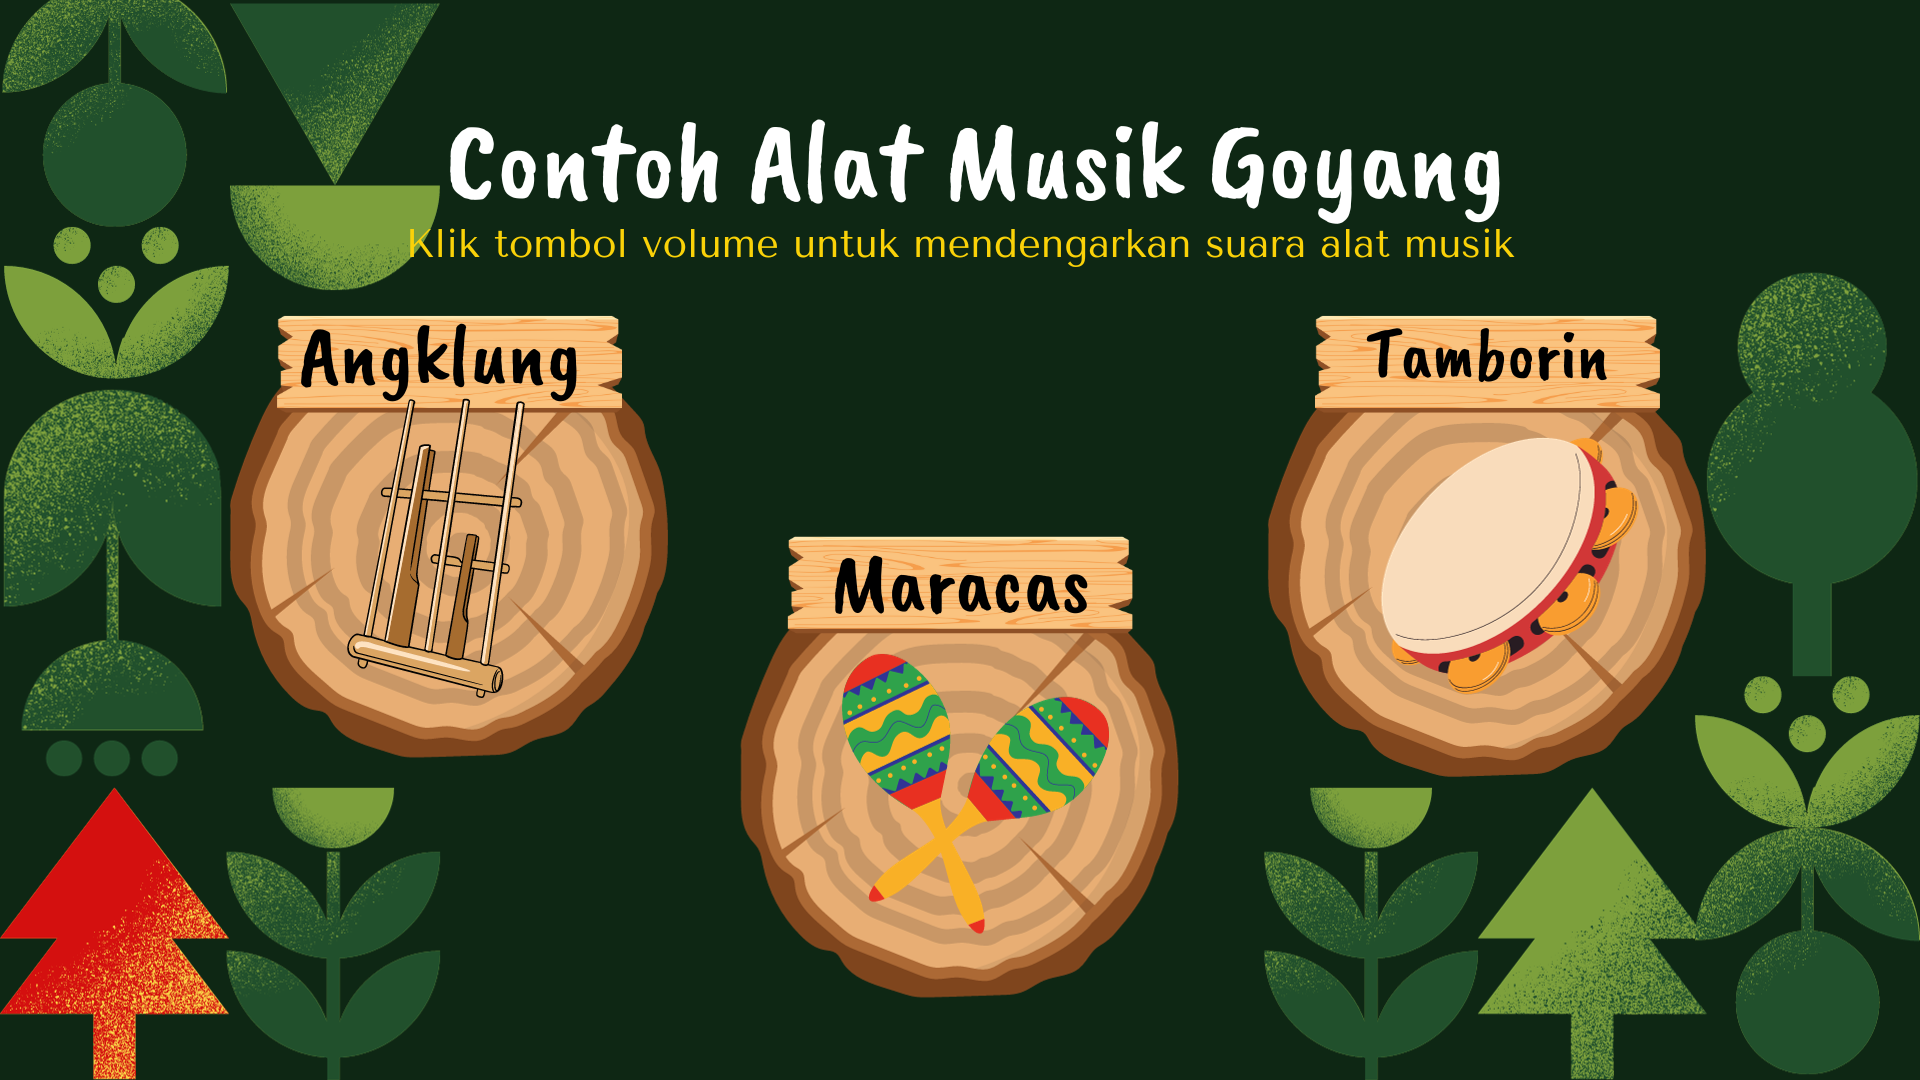 Contoh Alat Musik Goyang
Klik tombol volume untuk mendengarkan suara alat musik
Angklung
Tamborin
Maracas